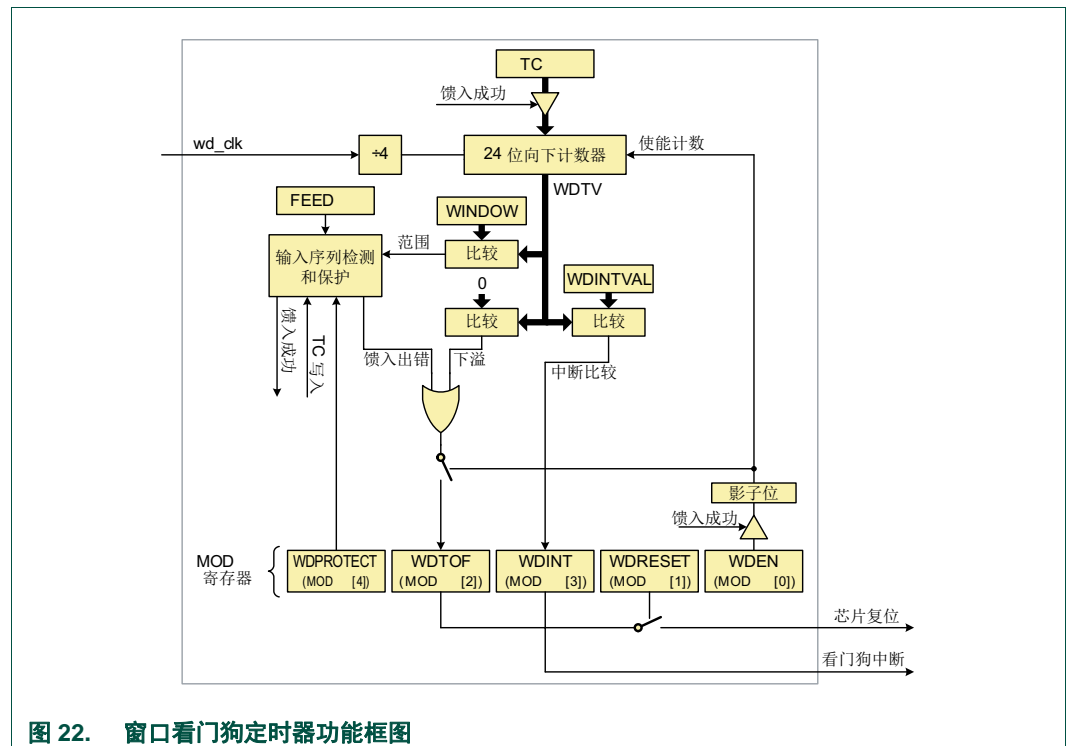 TC
馈入成功
wd_clk
÷4
24 位向下计数器
使能计数
WDTV
FEED
WINDOW
范围
比较
输入序列检测
和保护
0
WDINTVAL
比较
比较
馈入成功
TC 写入
馈入出错
下溢
中断比较
影子位
馈入成功
MOD
寄存器
WDPROTECT
(MOD [4])
WDTOF
(MOD [2])
WDINT
(MOD [3])
WDRESET
(MOD [1])
WDEN
(MOD [0])
芯片复位
看门狗中断
图 22. 窗口看门狗定时器功能框图